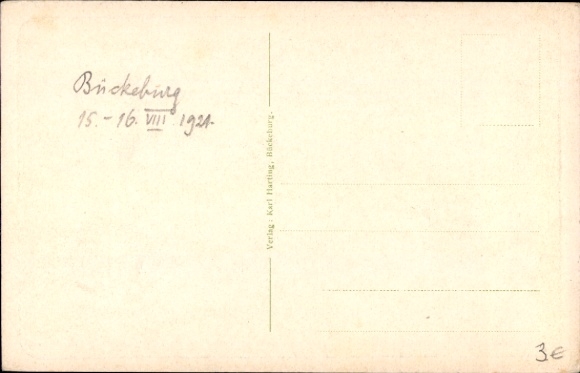 Bückeburg
15.-16. VIII. 1921.
Verlag: Karl Harting, Bückeburg.
3€